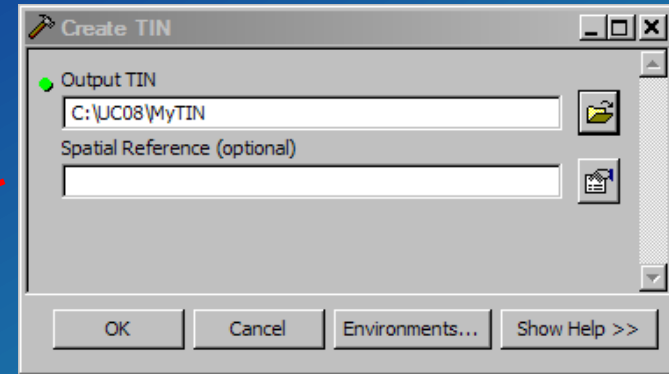 Create TIN
Output TIN
C:\UC08\MyTIN
Spatial Reference (optional)
OK Cancel Environments... Show Help >>